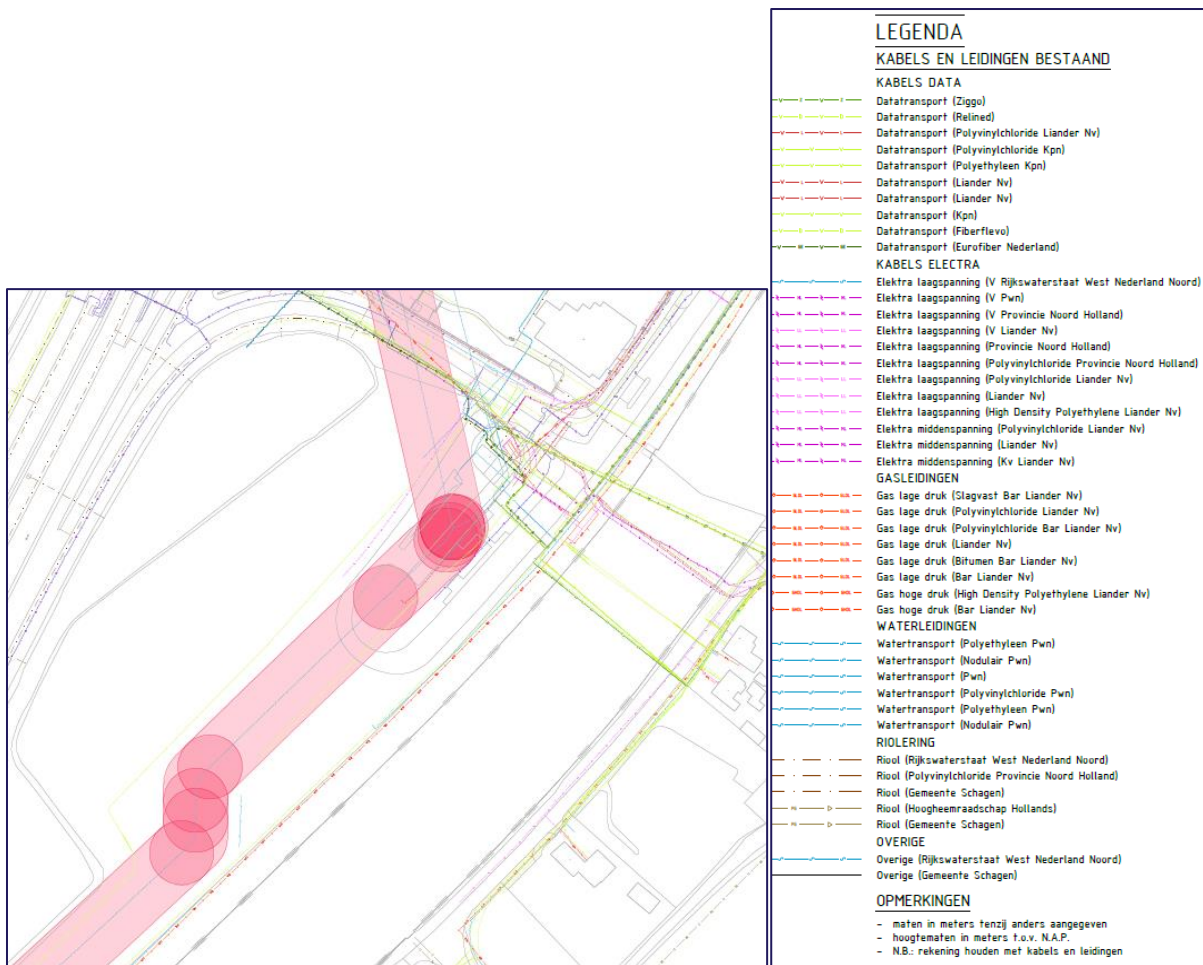 LEGENDA
KABELS EN LEIDINGEN BESTAAND
KABELS DATA
Datatransport (Ziggo)
Datatransport (Relined)
Datatransport (Polyvinylchloride Liander Nv)
Datatransport (Polyvinylchloride Kpn)
Datatransport (Polyethyleen Kpn)
Datatransport (Liander Nv)
Datatransport (Liander Nv)
Datatransport (Kpn)
Datatransport (Fiberflevo)
Datatransport (Eurofiber Nederland)
KABELS ELECTRA
Elektra laagspanning (V Rijkswaterstaat West Nederland Noord)
Elektra laagspanning (V Pwn)
Elektra laagspanning (V Provincie Noord Holland)
Elektra laagspanning (V Liander Nv)
Elektra laagspanning (Provincie Noord Holland)
Elektra laagspanning (Polyvinylchloride Provincie Noord Holland)
Elektra laagspanning (Polyvinylchloride Liander Nv)
Elektra laagspanning (Liander Nv)
Elektra laagspanning (High Density Polyethylene Liander Nv)
Elektra middenspanning (Polyvinylchloride Liander Nv)
Elektra middenspanning (Liander Nv)
Elektra middenspanning (Kv Liander Nv)
GASLEIDINGEN
Gas lage druk (Slagvast Bar Liander Nv)
Gas lage druk (Polyvinylchloride Liander Nv)
Gas lage druk (Polyvinylchloride Bar Liander Nv)
Gas lage druk (Liander Nv)
Gas lage druk (Bitumen Bar Liander Nv)
Gas lage druk (Bar Liander Nv)
Gas hoge druk (High Density Polyethylene Liander Nv)
Gas hoge druk (Bar Liander Nv)
WATERLEIDINGEN
Watertransport (Polyethyleen Pwn)
Watertransport (Nodulair Pwn)
Watertransport (Pwn)
Watertransport (Polyvinylchloride Pwn)
Watertransport (Polyethyleen Pwn)
Watertransport (Nodulair Pwn)
RIOLERING
Riool (Rijkswaterstaat West Nederland Noord)
Riool (Polyvinylchloride Provincie Noord Holland)
Riool (Gemeente Schagen)
Riool (Hoogheemraadschap Hollands)
Riool (Gemeente Schagen)
OVERIGE
Overige (Rijkswaterstaat West Nederland Noord)
Overige (Gemeente Schagen)
OPMERKINGEN
- maten in meters tenzij anders aangegeven
- hoogtematen in meters t.o.v. N.A.P.
- N.B.: rekening houden met kabels en leidingen